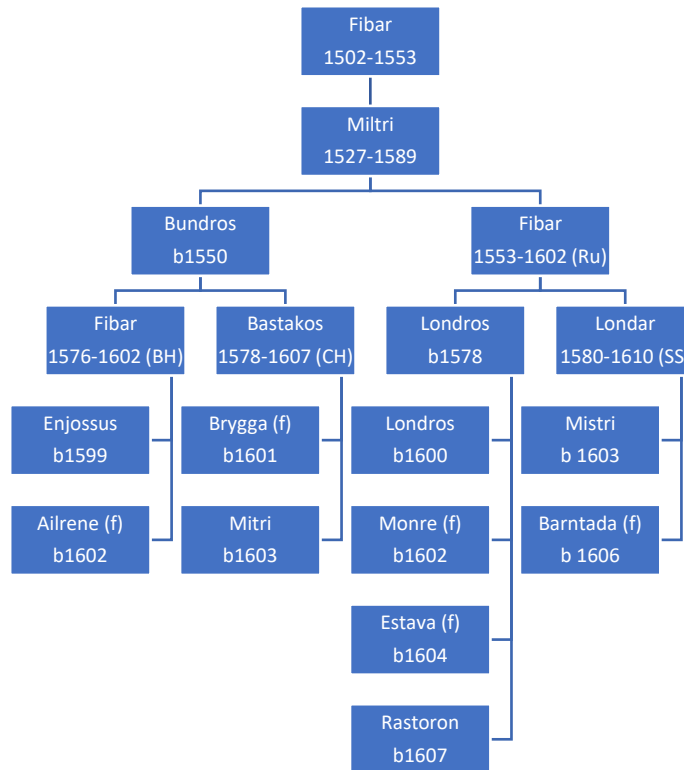 Fibar
1502-1553
Miltri
1527-1589
Bundros
b1550
Fibar
1553-1602 (Ru)
Fibar
1576-1602 (BH)
Bastakos
1578-1607 (CH)
Londros
b1578
Londar
1580-1610 (SS
Enjossus
b1599
Brygga (f)
b1601
Londros
b1600
Mistri
b 1603
Ailrene (f)
b1602
Mitri
b1603
Monre (f)
b1602
Barntada (f)
b 1606
Estava (f)
b1604
Rastoron
b1607